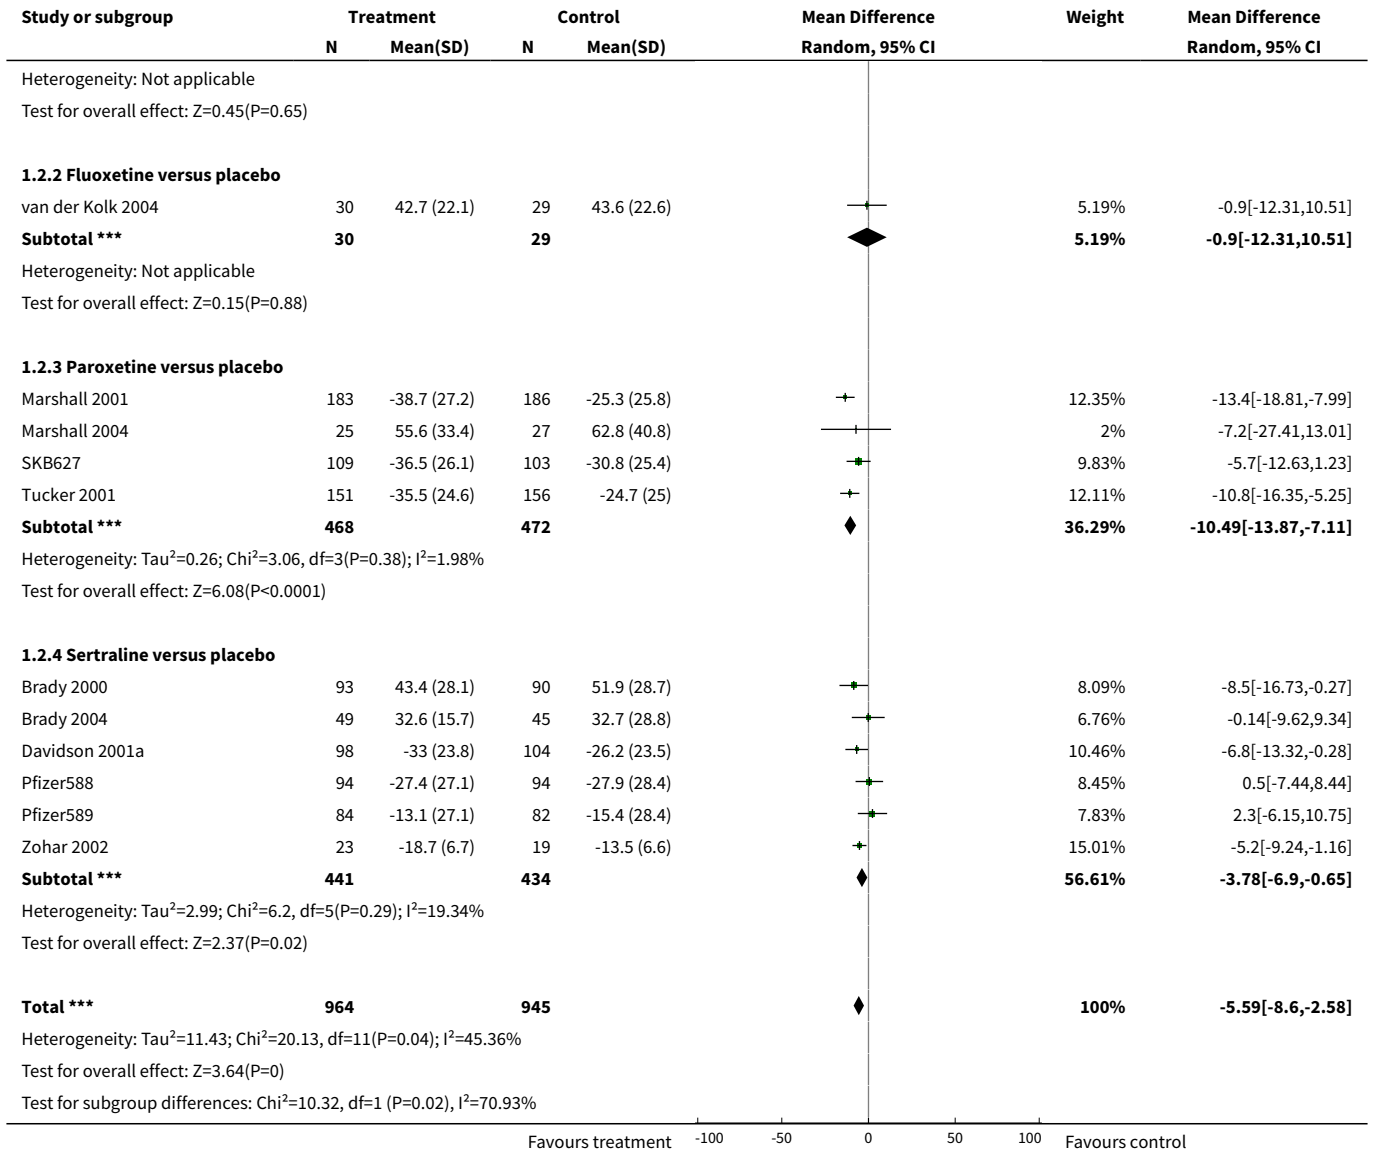 Study or subgroup Treatment Control Mean Difference Weight Mean Difference
N Mean(SD) N Mean(SD) Random, 95% CI Random, 95% CI
Heterogeneity: Not applicable
Test for overall effect: Z=0.45(P=0.65)
1.2.2 Fluoxetine versus placebo
van der Kolk 2004 30 42.7 (22.1) 29 43.6 (22.6) 5.19% -0.9[-12.31,10.51]
Subtotal *** 30 29 5.19% -0.9[-12.31,10.51]
Heterogeneity: Not applicable
Test for overall effect: Z=0.15(P=0.88)
1.2.3 Paroxetine versus placebo
Marshall 2001 183 -38.7 (27.2) 186 -25.3 (25.8) 12.35% -13.4[-18.81,-7.99]
Marshall 2004 25 55.6 (33.4) 27 62.8 (40.8) 2% -7.2[-27.41,13.01]
SKB627 109 -36.5 (26.1) 103 -30.8 (25.4) 9.83% -5.7[-12.63,1.23]
Tucker 2001 151 -35.5 (24.6) 156 -24.7 (25) 12.11% -10.8[-16.35,-5.25]
Subtotal *** 468 472 36.29% -10.49[-13.87,-7.11]
Heterogeneity: Tau²=0.26; Chi²=3.06, df=3(P=0.38); I²=1.98%
Test for overall effect: Z=6.08(P<0.0001)
1.2.4 Sertraline versus placebo
Brady 2000 93 43.4 (28.1) 90 51.9 (28.7) 8.09% -8.5[-16.73,-0.27]
Brady 2004 49 32.6 (15.7) 45 32.7 (28.8) 6.76% -0.14[-9.62,9.34]
Davidson 2001a 98 -33 (23.8) 104 -26.2 (23.5) 10.46% -6.8[-13.32,-0.28]
Pfizer588 94 -27.4 (27.1) 94 -27.9 (28.4) 8.45% 0.5[-7.44,8.44]
Pfizer589 84 -13.1 (27.1) 82 -15.4 (28.4) 7.83% 2.3[-6.15,10.75]
Zohar 2002 23 -18.7 (6.7) 19 -13.5 (6.6) 15.01% -5.2[-9.24,-1.16]
Subtotal *** 441 434 56.61% -3.78[-6.9,-0.65]
Heterogeneity: Tau²=2.99; Chi²=6.2, df=5(P=0.29); I²=19.34%
Test for overall effect: Z=2.37(P=0.02)
Total *** 964 945 100% -5.59[-8.6,-2.58]
Heterogeneity: Tau²=11.43; Chi²=20.13, df=11(P=0.04); I²=45.36%
Test for overall effect: Z=3.64(P=0)
Test for subgroup differences: Chi²=10.32, df=1 (P=0.02), I²=70.93%
Favours treatment -100 -50 0 50 100 Favours control